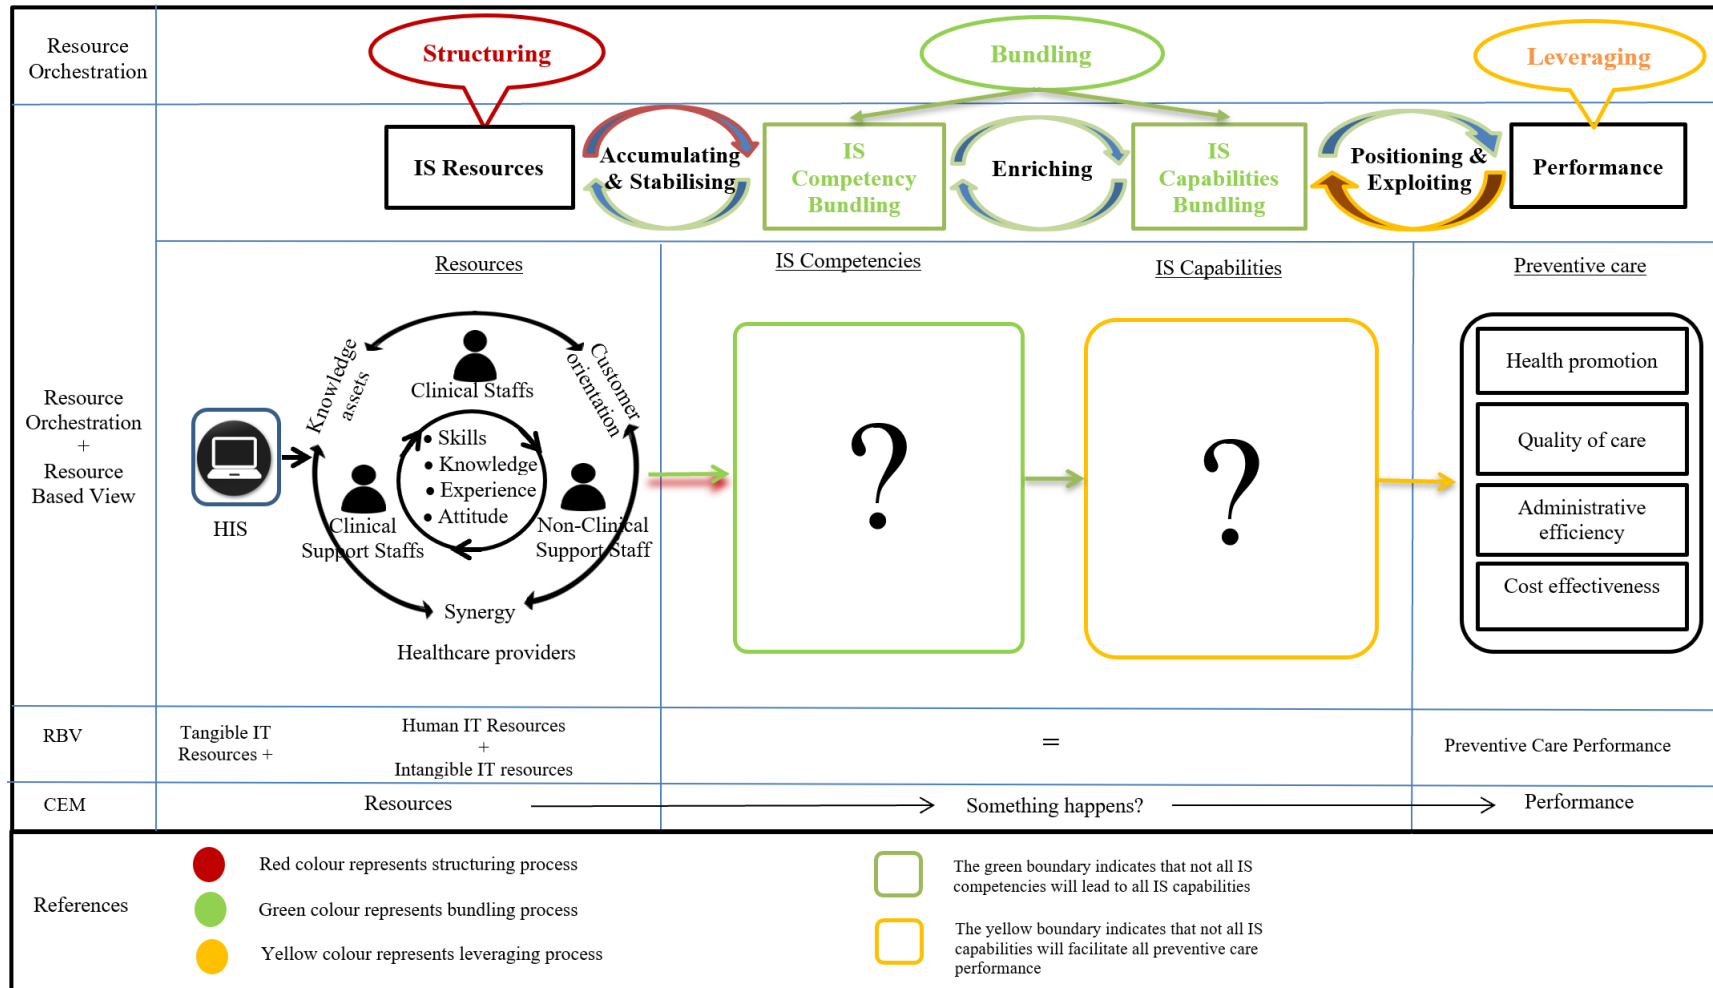 Resource
Orchestration
Structuring
Bundling
Leveraging
IS Resources
Accumulating
& Stabilising
IS
Competency
Bundling
Enriching
IS
Capabilities
Bundling
Positioning &
Exploiting
Performance
Resource
Orchestration
+
Resource
Based View
Resources
IS Competencies
IS Capabilities
Preventive care
HIS
Knowledge
assets
Customer
orientation
Clinical Staffs
• Skills
• Knowledge
• Experience
• Attitude
Clinical
Support Staffs
Non-Clinical
Support Staff
Synergy
Healthcare providers
?
?
Health promotion
Quality of care
Administrative
efficiency
Cost effectiveness
RBV
Tangible IT
Resources +
Human IT Resources
+
Intangible IT resources
=
Preventive Care Performance
CEM
Resources
Something happens?
Performance
References
Red colour represents structuring process
Green colour represents bundling process
Yellow colour represents leveraging process
The green boundary indicates that not all IS
competencies will lead to all IS capabilities
The yellow boundary indicates that not all IS
capabilities will facilitate all preventive care
performance